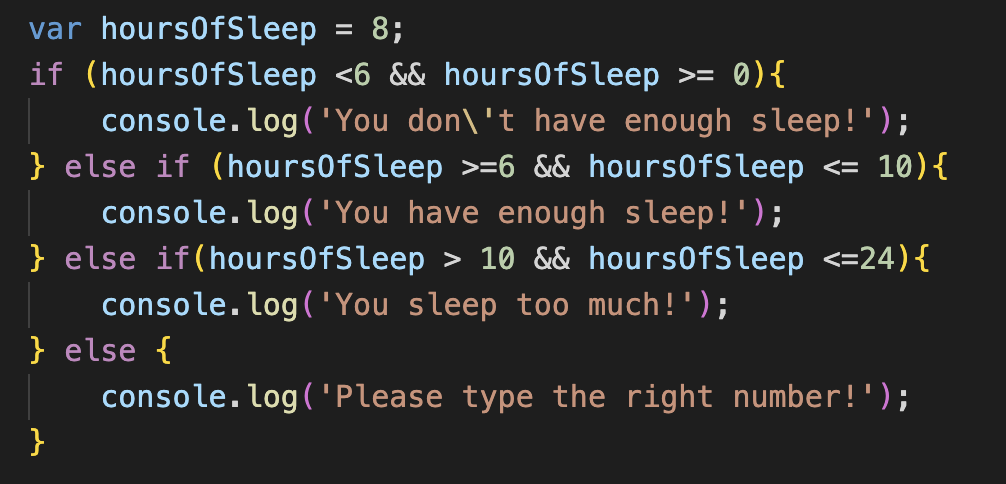 var hoursOfSleep = 8;
if (hoursOfSleep <6 && hoursOfSleep >= 0){
    console.log('You don\'t have enough sleep!');
} else if (hoursOfSleep >=6 && hoursOfSleep <= 10){
    console.log('You have enough sleep!');
} else if(hoursOfSleep > 10 && hoursOfSleep <=24){
    console.log('You sleep too much!');
} else {
    console.log('Please type the right number!');
}